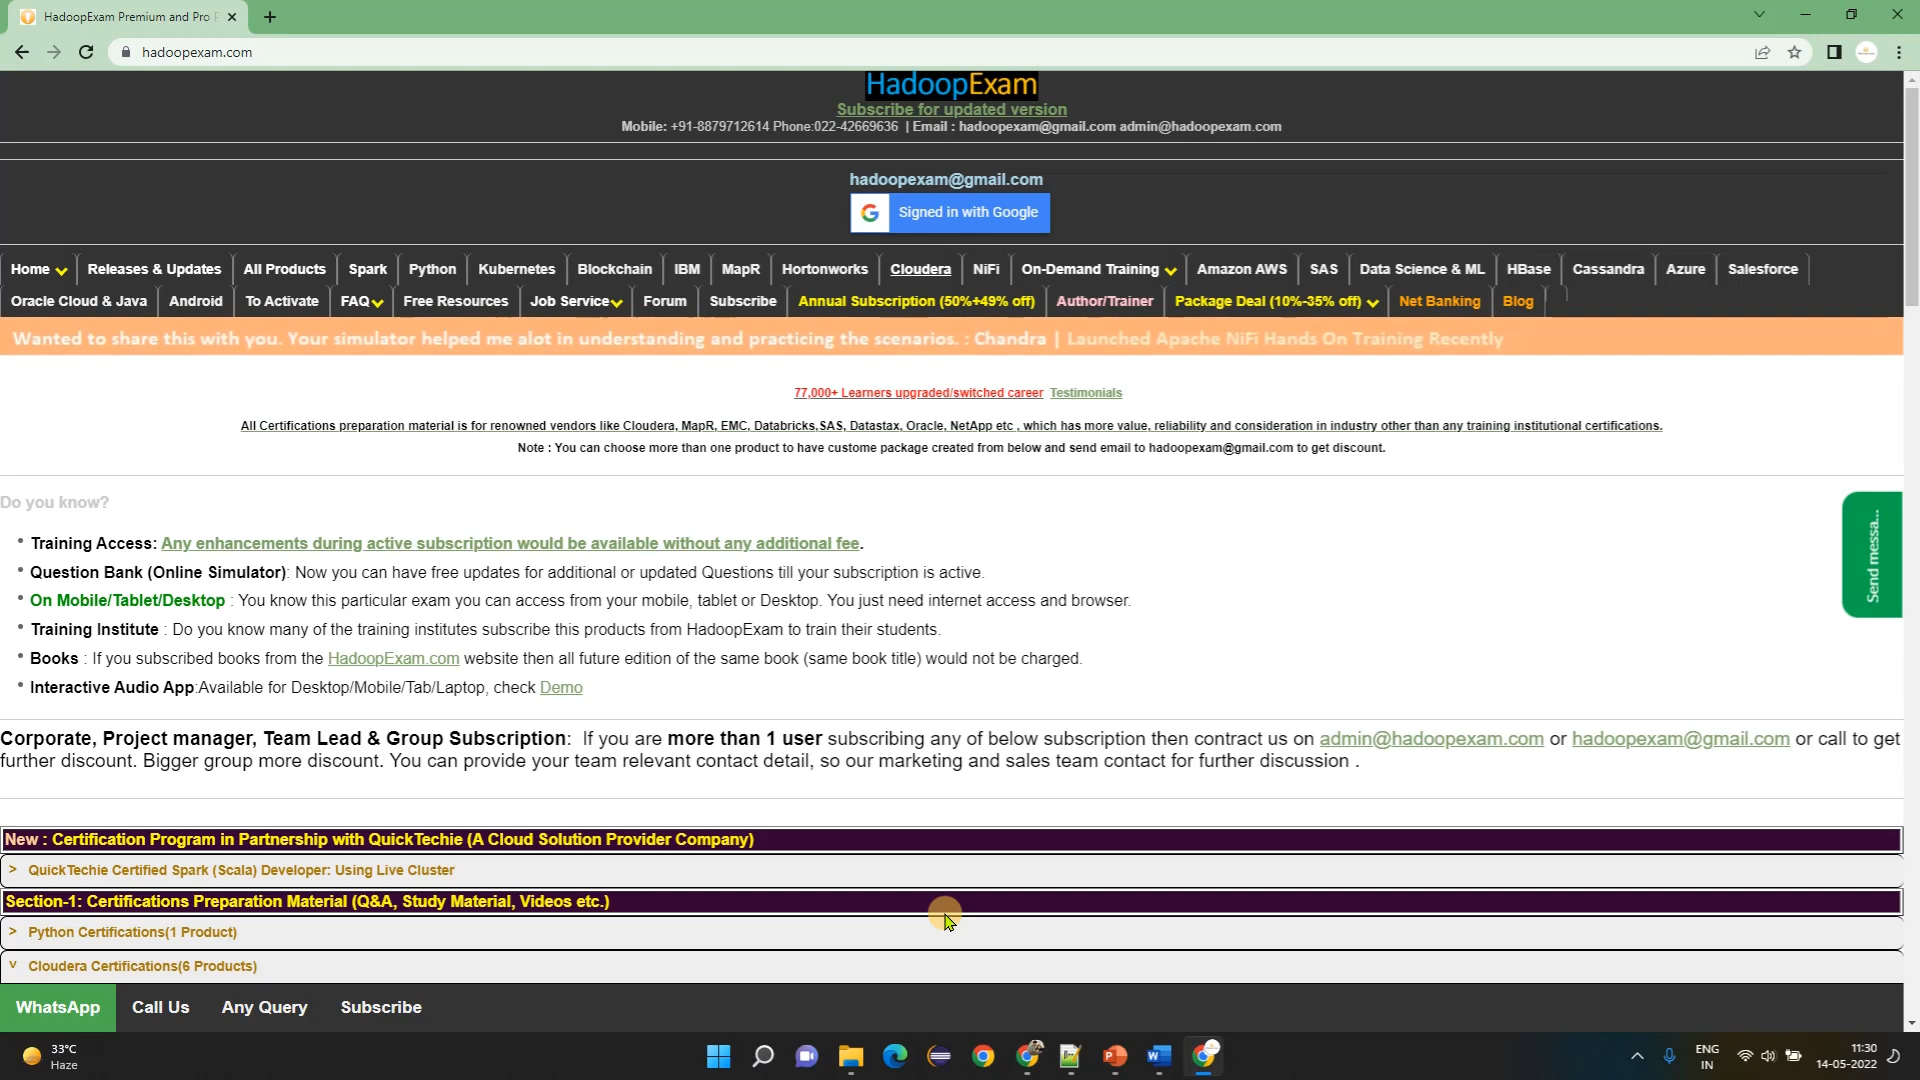 HadoopExam Premium and Pro
hadoopexam.com
HadoopExam
Subscribe for updated version
Mobile: +91-8879712614 Phone:022-42669636 | Email : hadoopexam@gmail.com admin@hadoopexam.com
hadoopexam@gmail.com
Signed in with Google
Home Releases & Updates All Products Spark Python Kubernetes Blockchain IBM MapR Hortonworks Cloudera NiFi On-Demand Training Amazon AWS SAS Data Science & ML HBase Cassandra Azure Salesforce
Oracle Cloud & Java Android To Activate FAQ Free Resources Job Service Forum Subscribe Annual Subscription (50%+49% off) Author/Trainer Package Deal (10%-35% off) Net Banking Blog
Wanted to share this with you. Your simulator helped me alot in understanding and practicing the scenarios. : Chandra | Launched Apache NiFi Hands On Training Recently
77,000+ Learners upgraded/switched career Testimonials
All Certifications preparation material is for renowned vendors like Cloudera, MapR, EMC, Databricks,SAS, Datastax, Oracle, NetApp etc , which has more value, reliability and consideration in industry other than any training institutional certifications.
Note : You can choose more than one product to have custome package created from below and send email to hadoopexam@gmail.com to get discount.
Do you know?
Training Access: Any enhancements during active subscription would be available without any additional fee.
Question Bank (Online Simulator): Now you can have free updates for additional or updated Questions till your subscription is active.
On Mobile/Tablet/Desktop : You know this particular exam you can access from your mobile, tablet or Desktop. You just need internet access and browser.
Training Institute : Do you know many of the training institutes subscribe this products from HadoopExam to train their students.
Books : If you subscribed books from the HadoopExam.com website then all future edition of the same book (same book title) would not be charged.
Interactive Audio App:Available for Desktop/Mobile/Tab/Laptop, check Demo
Send messa...
Corporate, Project manager, Team Lead & Group Subscription: If you are more than 1 user subscribing any of below subscription then contract us on admin@hadoopexam.com or hadoopexam@gmail.com or call to get
further discount. Bigger group more discount. You can provide your team relevant contact detail, so our marketing and sales team contact for further discussion .
New : Certification Program in Partnership with QuickTechie (A Cloud Solution Provider Company)
> QuickTechie Certified Spark (Scala) Developer: Using Live Cluster
Section-1: Certifications Preparation Material (Q&A, Study Material, Videos etc.)
> Python Certifications(1 Product)
v Cloudera Certifications(6 Products)
WhatsApp Call Us Any Query Subscribe
33°C
Haze
ENG
IN
11:30
14-05-2022